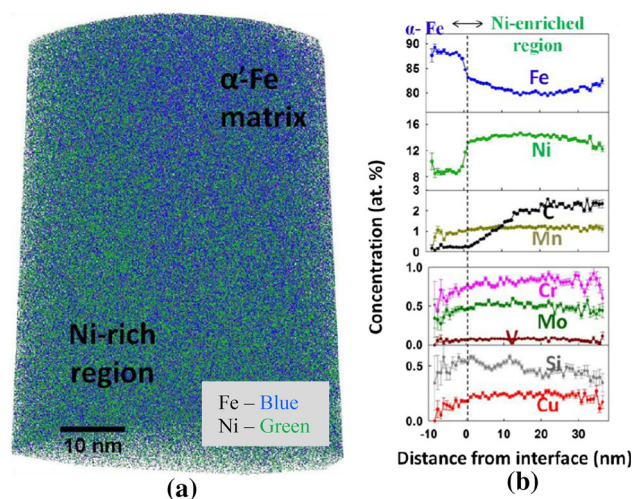 α'-Fe
matrix
Ni-rich
region
10 nm
Fe – Blue
Ni – Green
(a)
α- Fe
Ni-enriched
region
Concentration (at. %)
90
85
80
Fe
16
12
8
Ni
3
2
1
0
C
Mn
1.0
0.5
0.0
Cr
Mo
V
0.5
0.0
Si
Cu
-10 0 10 20 30
Distance from interface (nm)
(b)